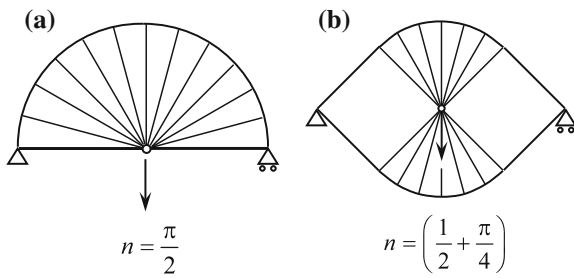 (a)
(b)
n = π/2
n = (1/2 + π/4)